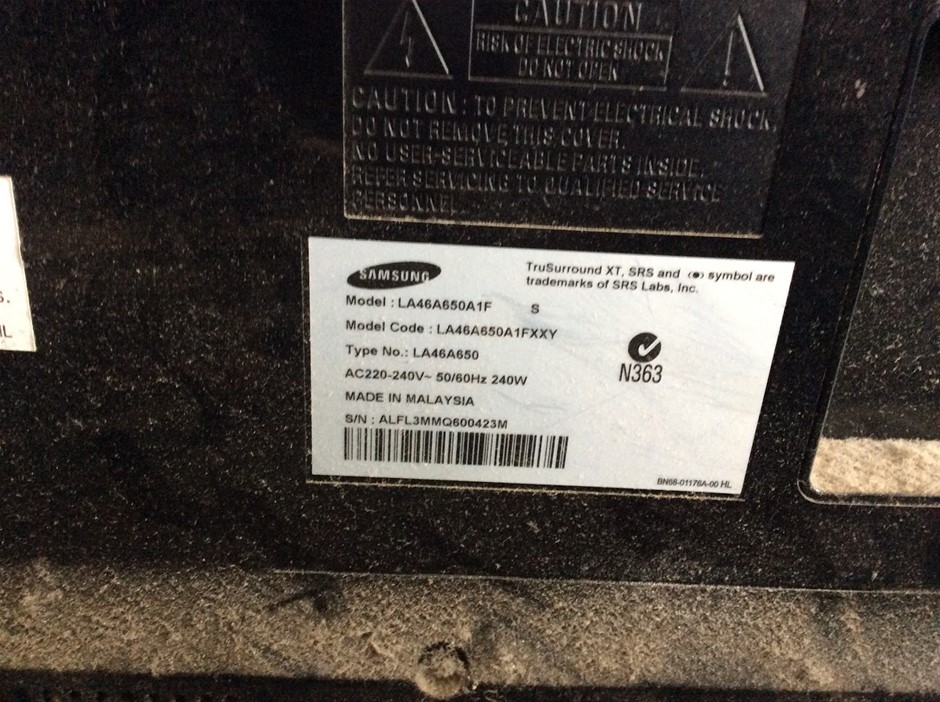 CAUTION
RISK OF ELECTRIC SHOCK
DO NOT OPEN
CAUTION : TO PREVENT ELECTRICAL SHOCK,
DO NOT REMOVE THIS COVER.
NO USER-SERVICEABLE PARTS INSIDE.
REFER SERVICING TO QUALIFIED SERVICE
PERSONNEL
SAMSUNG
TruSurround XT, SRS and (●) symbol are
trademarks of SRS Labs, Inc.
Model : LA46A650A1F S
Model Code : LA46A650A1FXXY
Type No.: LA46A650
AC220-240V~ 50/60Hz 240W
MADE IN MALAYSIA
S/N : ALFL3MMQ600423M
N363
BN68-01176A-00 HL
S.
HL